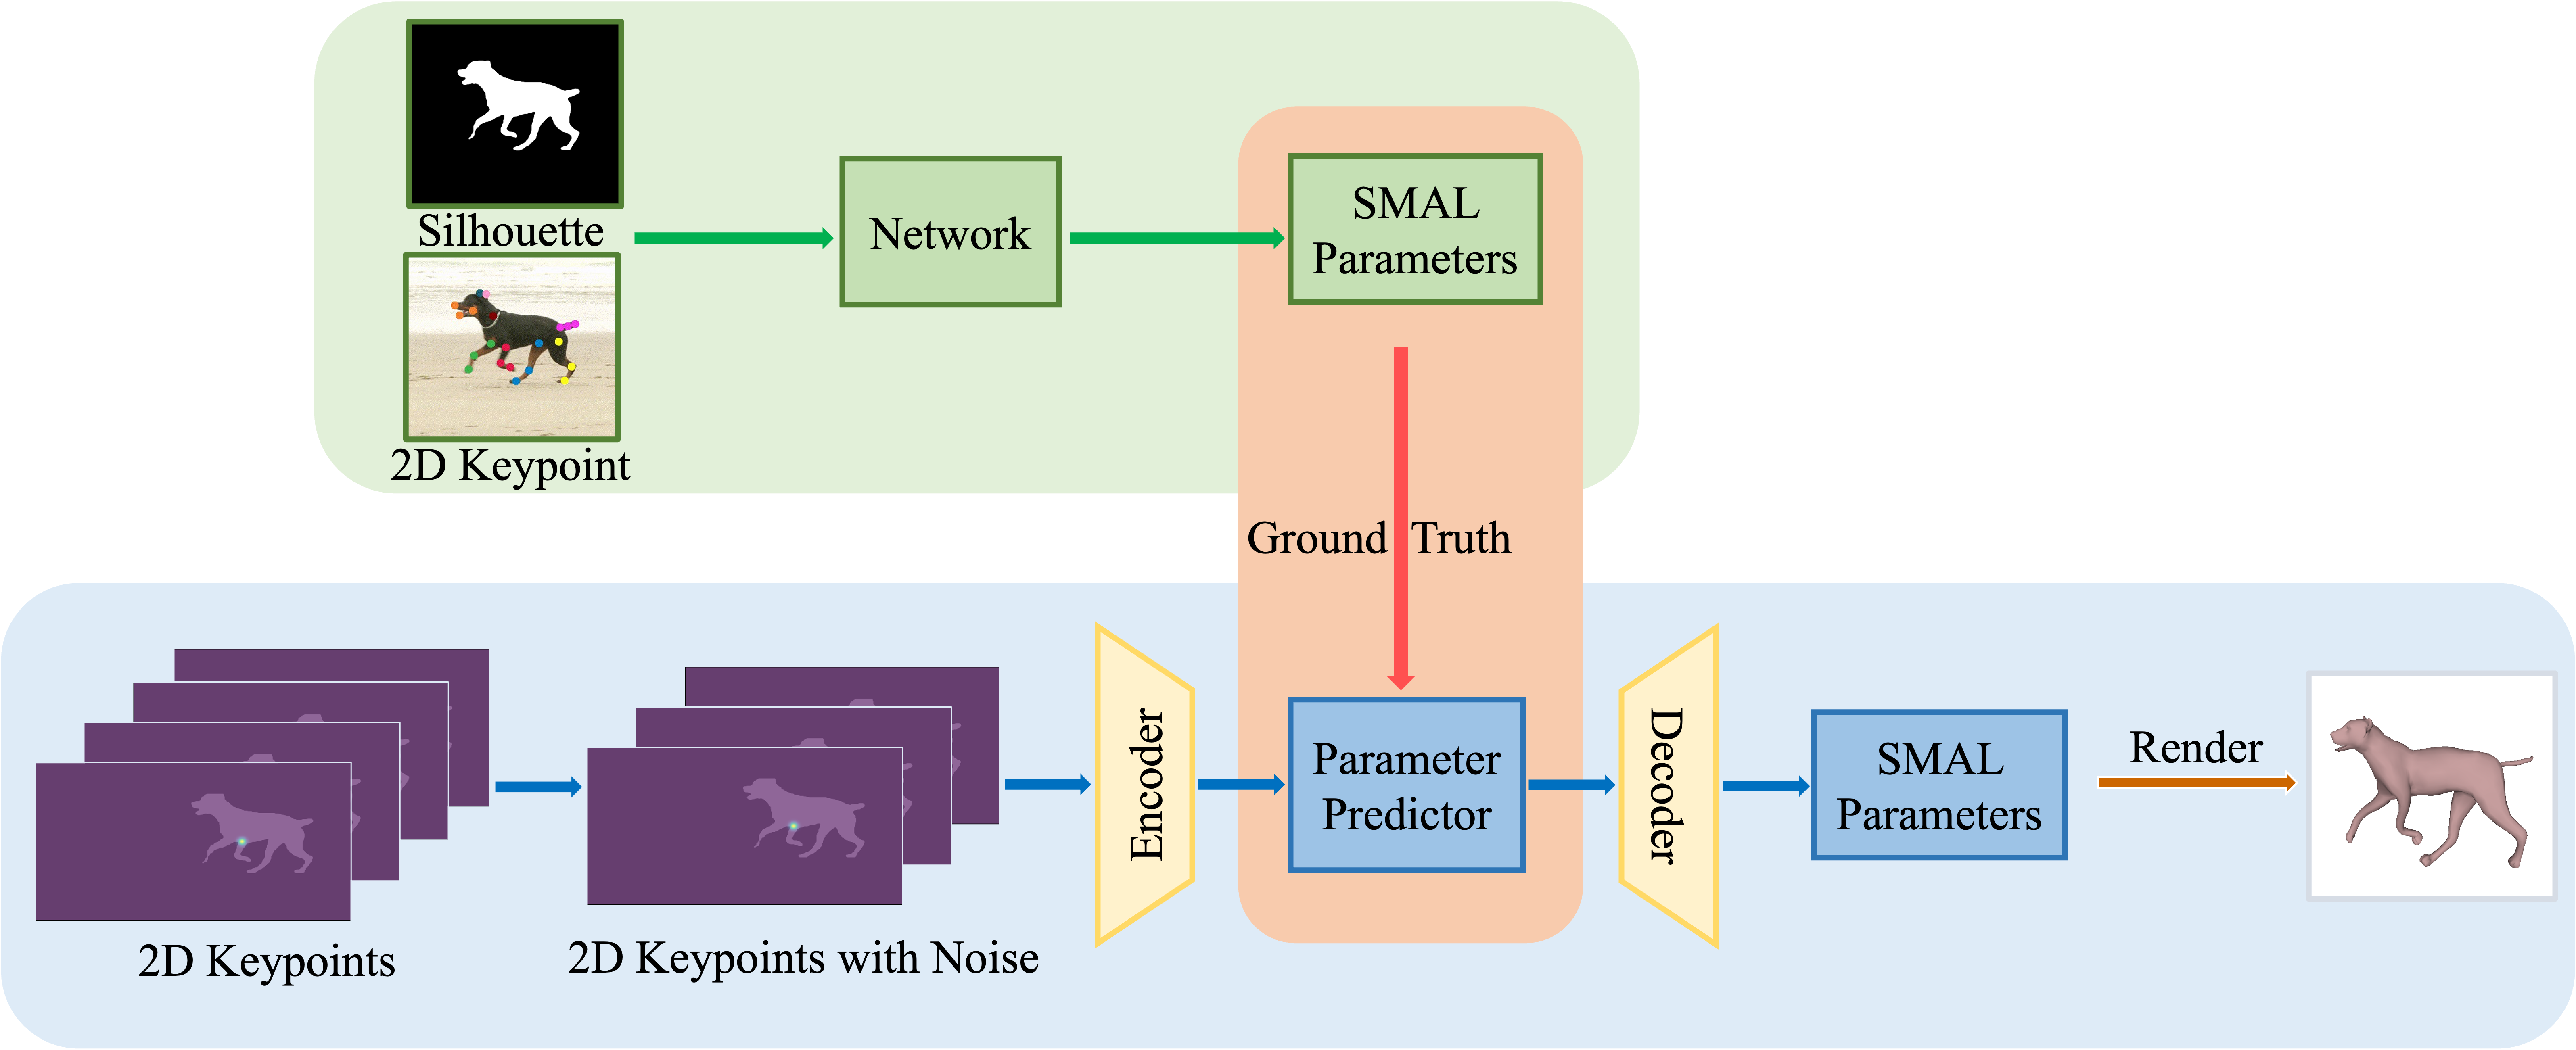 Silhouette
2D Keypoint
Network
SMAL
Parameters
Ground Truth
2D Keypoints
2D Keypoints with Noise
Encoder
Parameter
Predictor
Decoder
SMAL
Parameters
Render